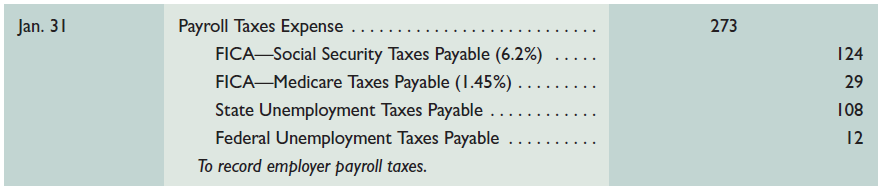 Jan. 31 Payroll Taxes Expense . . . . . . . . . . . . . . . . . . . . . . . . . . . 273
FICA—Social Security Taxes Payable (6.2%) . . . . . 124
FICA—Medicare Taxes Payable (1.45%) . . . . . . . . . 29
State Unemployment Taxes Payable . . . . . . . . . . . . 108
Federal Unemployment Taxes Payable . . . . . . . . . . 12
To record employer payroll taxes.